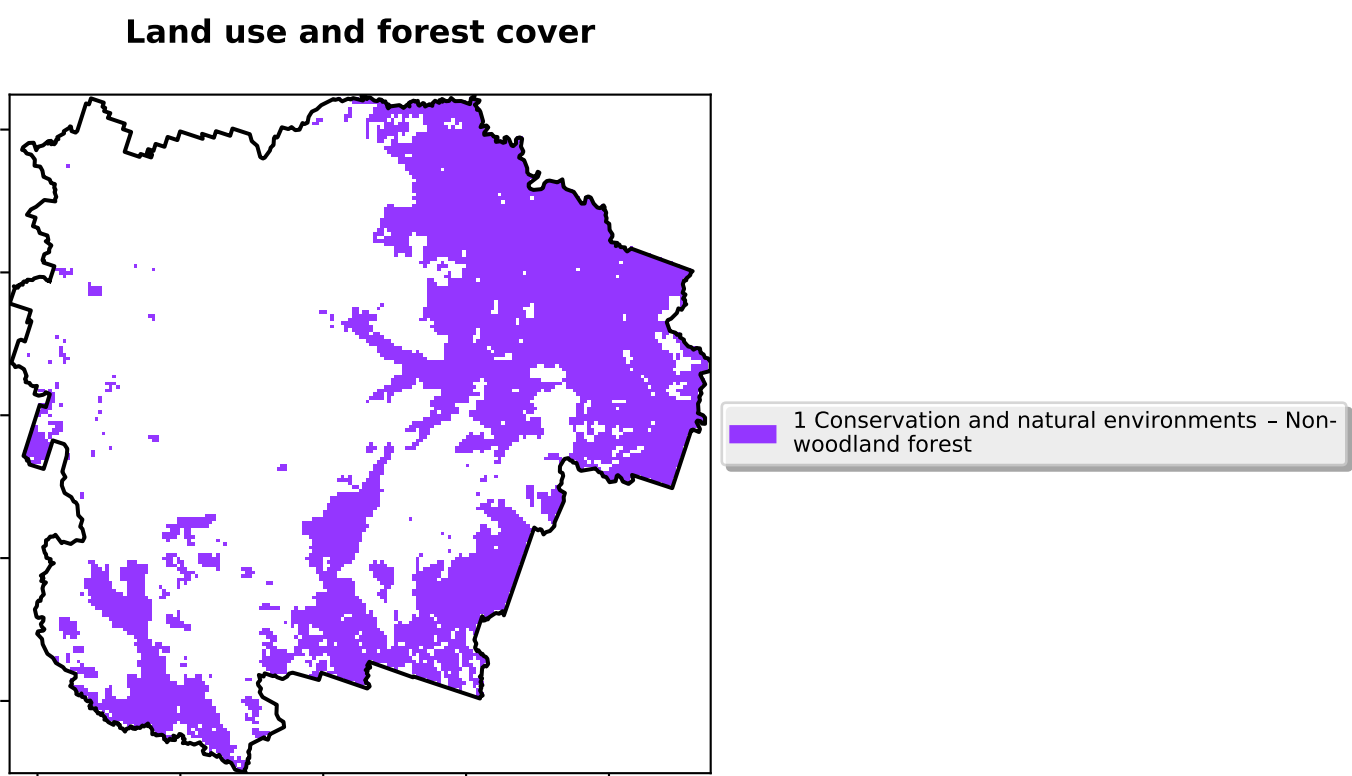 Land use and forest cover
1 Conservation and natural environments – Non-
woodland forest